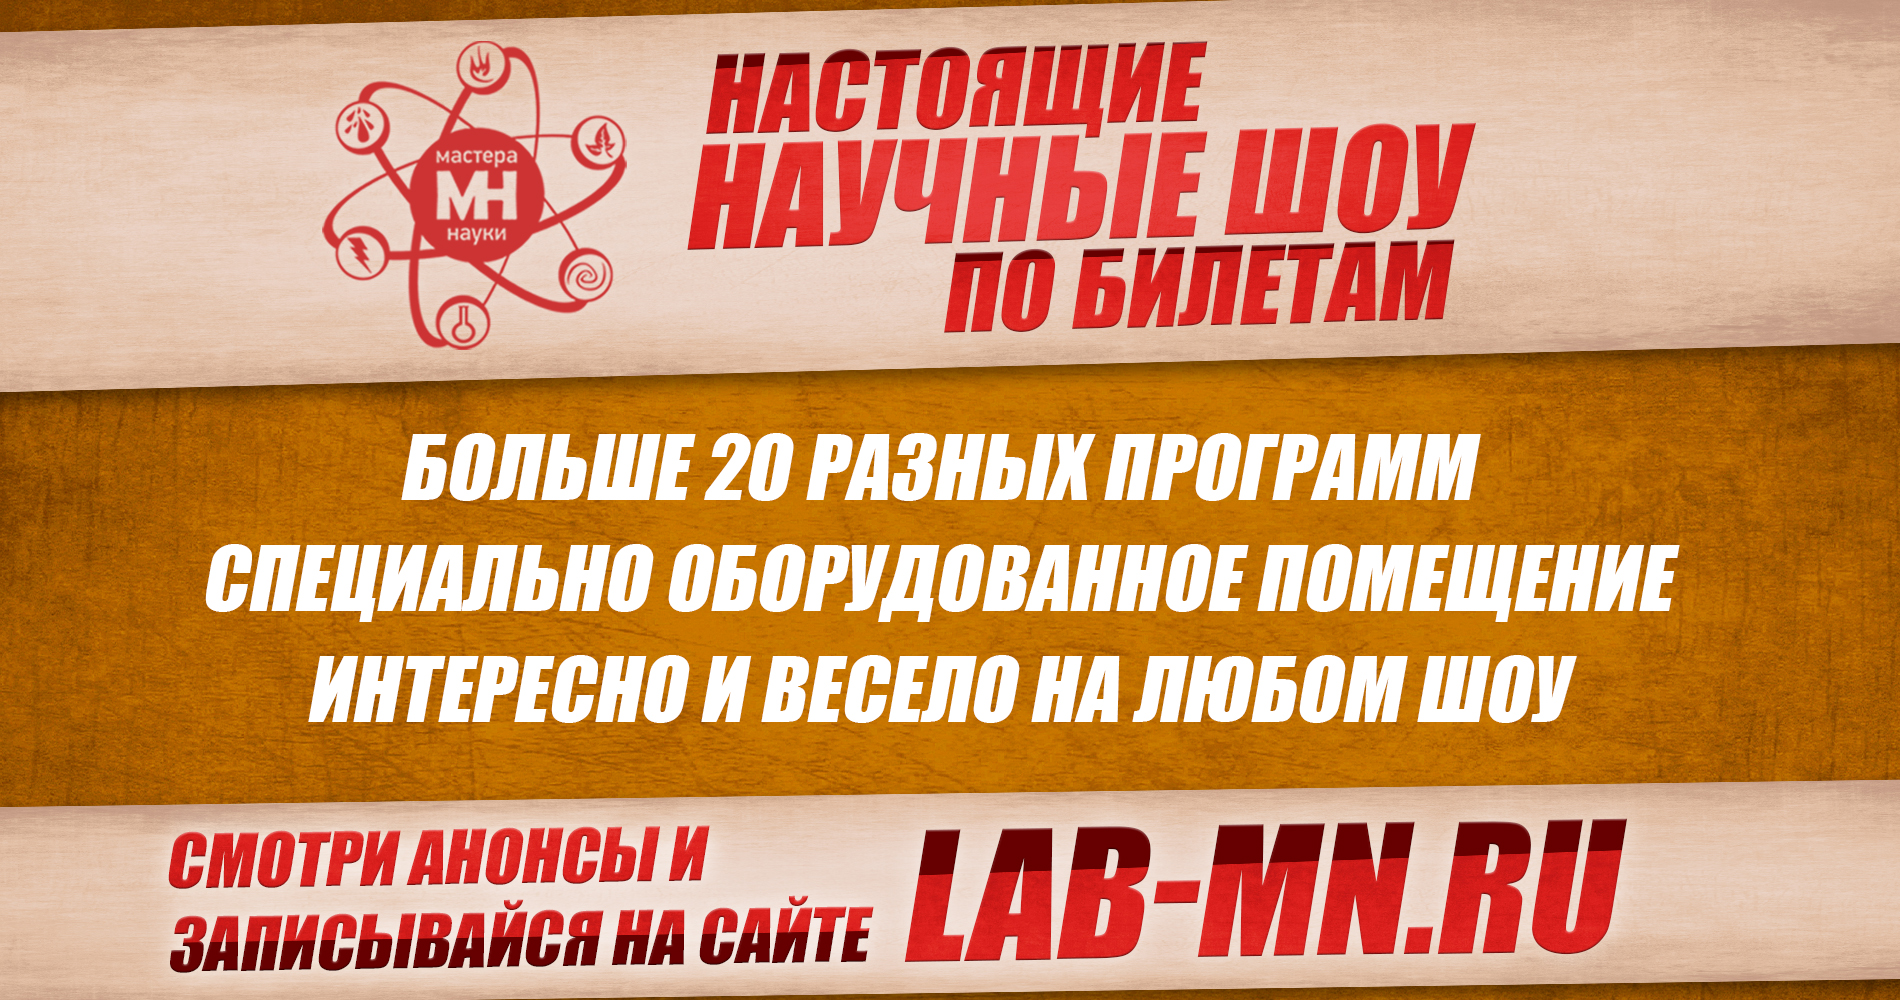 мастера
МН
науки
НАСТОЯЩИЕ
НАУЧНЫЕ ШОУ
ПО БИЛЕТАМ
БОЛЬШЕ 20 РАЗНЫХ ПРОГРАММ
СПЕЦИАЛЬНО ОБОРУДОВАННОЕ ПОМЕЩЕНИЕ
ИНТЕРЕСНО И ВЕСЕЛО НА ЛЮБОМ ШОУ
СМОТРИ АНОНСЫ И
ЗАПИСЫВАЙСЯ НА САЙТЕ
LAB-MN.RU